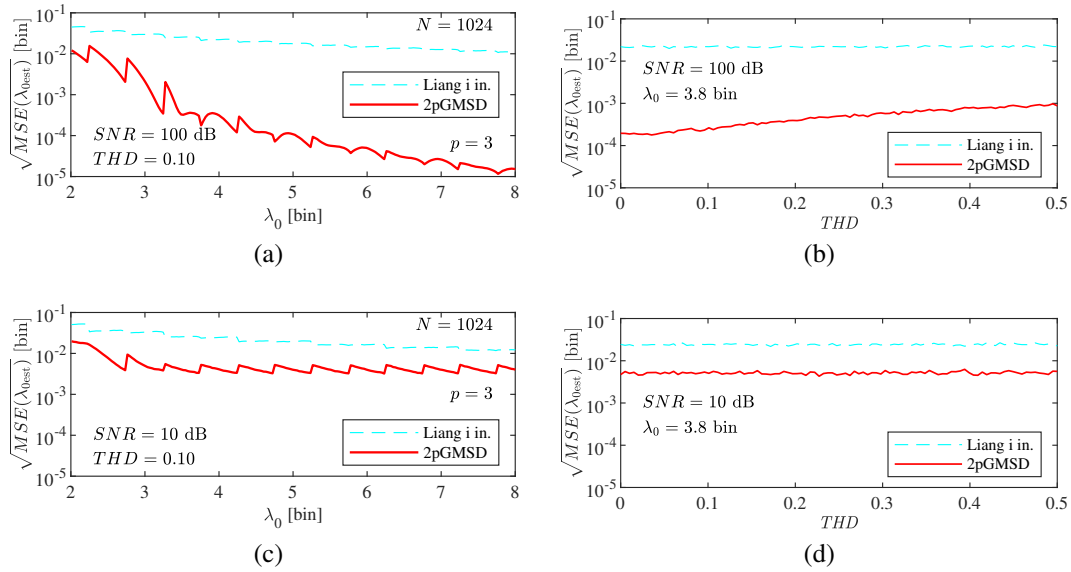 √MSE(λ0est) [bin]
10-1
10-2
10-3
10-4
10-5
N = 1024
Liang i in.
2pGMSD
SNR = 100 dB
THD = 0.10
p = 3
2 3 4 5 6 7 8
λ0 [bin]
(a)
√MSE(λ0est) [bin]
10-1
10-2
10-3
10-4
10-5
SNR = 100 dB
λ0 = 3.8 bin
Liang i in.
2pGMSD
0 0.1 0.2 0.3 0.4 0.5
THD
(b)
√MSE(λ0est) [bin]
10-1
10-2
10-3
10-4
10-5
N = 1024
p = 3
SNR = 10 dB
THD = 0.10
Liang i in.
2pGMSD
2 3 4 5 6 7 8
λ0 [bin]
(c)
√MSE(λ0est) [bin]
10-1
10-2
10-3
10-4
10-5
SNR = 10 dB
λ0 = 3.8 bin
Liang i in.
2pGMSD
0 0.1 0.2 0.3 0.4 0.5
THD
(d)